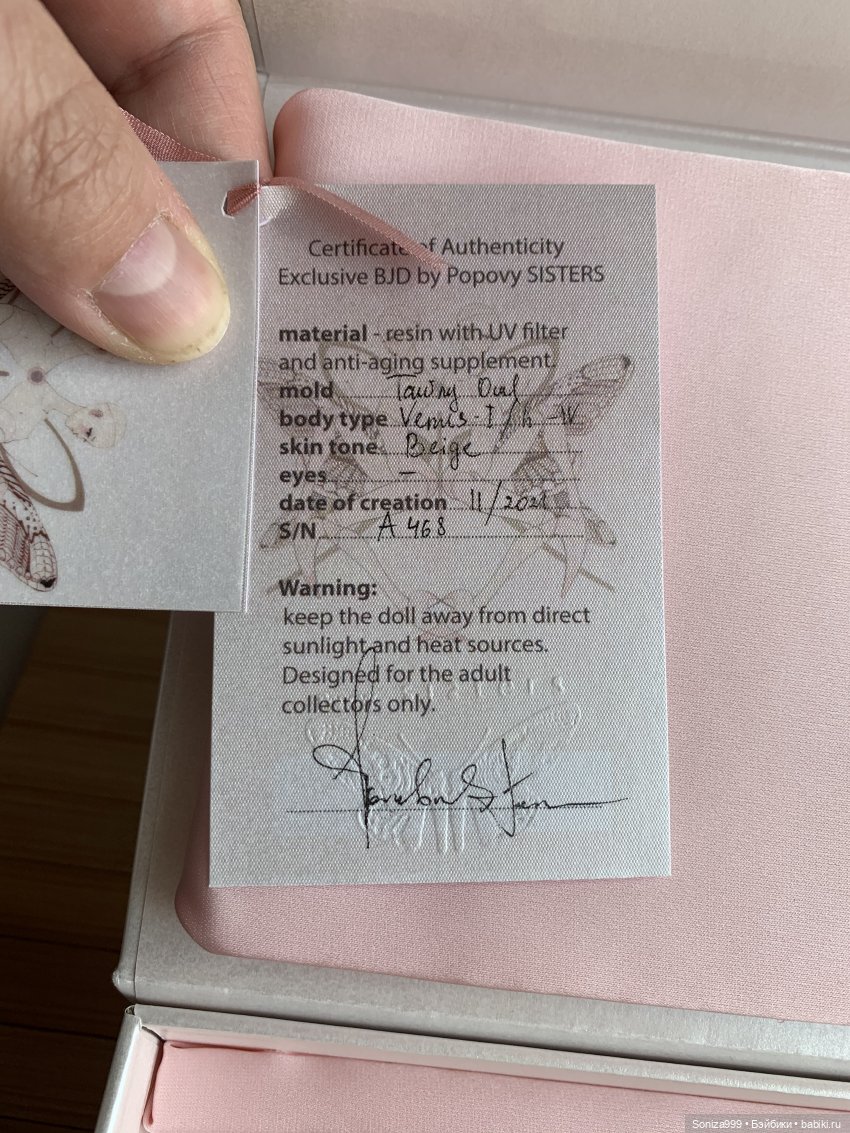 Certificate of Authenticity
Exclusive BJD by Popovy SISTERS
material - resin with UV filter
and anti-aging supplement.
mold Tawny Owl
body type Venus-I/h-W
skin tone Beige
eyes —
date of creation 11/2021
S/N A 468
Warning:
keep the doll away from direct
sunlight and heat sources.
Designed for the adult
collectors only.
Soniza999 • Бэйбики • babiki.ru